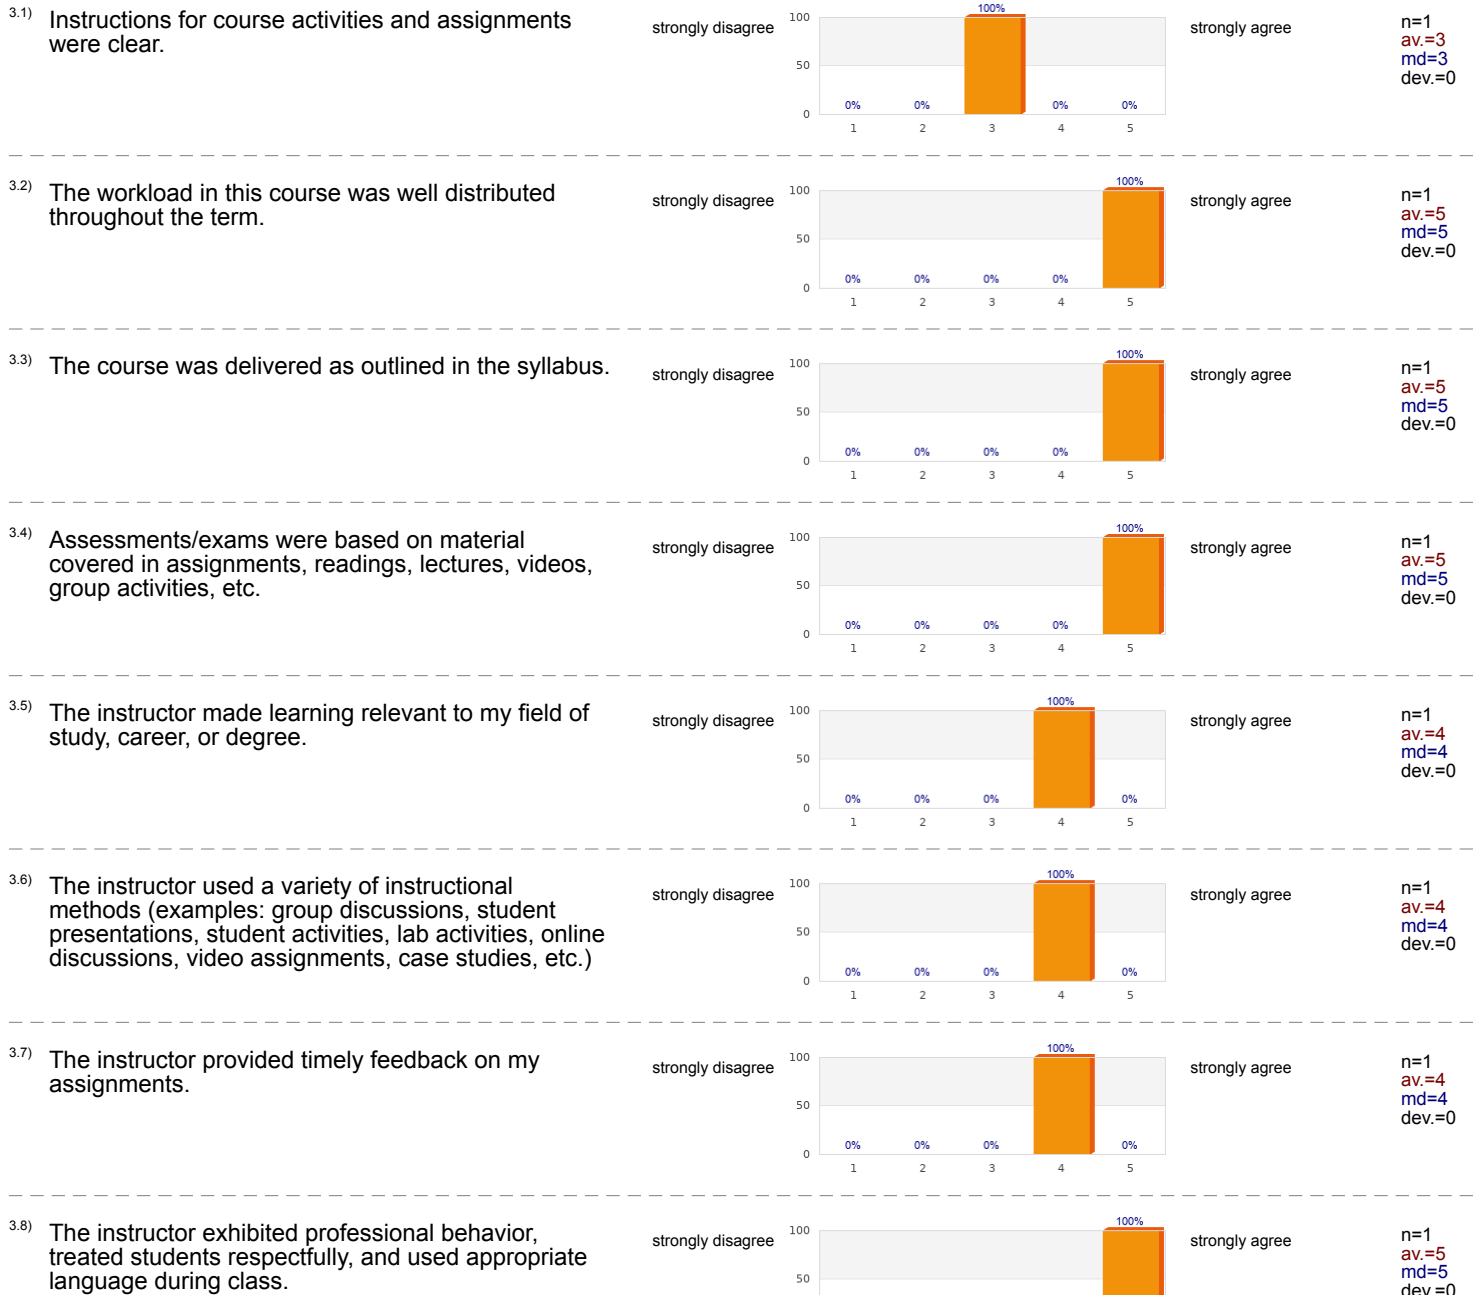 3.1) Instructions for course activities and assignments
were clear.
strongly disagree
100
50
0
0%
0%
100%
0%
0%
1
2
3
4
5
strongly agree
n=1
av.=3
md=3
dev.=0
3.2) The workload in this course was well distributed
throughout the term.
strongly disagree
100
50
0
0%
0%
0%
0%
100%
1
2
3
4
5
strongly agree
n=1
av.=5
md=5
dev.=0
3.3) The course was delivered as outlined in the syllabus.
strongly disagree
100
50
0
0%
0%
0%
0%
100%
1
2
3
4
5
strongly agree
n=1
av.=5
md=5
dev.=0
3.4) Assessments/exams were based on material
covered in assignments, readings, lectures, videos,
group activities, etc.
strongly disagree
100
50
0
0%
0%
0%
0%
100%
1
2
3
4
5
strongly agree
n=1
av.=5
md=5
dev.=0
3.5) The instructor made learning relevant to my field of
study, career, or degree.
strongly disagree
100
50
0
0%
0%
0%
100%
0%
1
2
3
4
5
strongly agree
n=1
av.=4
md=4
dev.=0
3.6) The instructor used a variety of instructional
methods (examples: group discussions, student
presentations, student activities, lab activities, online
discussions, video assignments, case studies, etc.)
strongly disagree
100
50
0
0%
0%
0%
100%
0%
1
2
3
4
5
strongly agree
n=1
av.=4
md=4
dev.=0
3.7) The instructor provided timely feedback on my
assignments.
strongly disagree
100
50
0
0%
0%
0%
100%
0%
1
2
3
4
5
strongly agree
n=1
av.=4
md=4
dev.=0
3.8) The instructor exhibited professional behavior,
treated students respectfully, and used appropriate
language during class.
strongly disagree
100
50
100%
strongly agree
n=1
av.=5
md=5
dev.=0